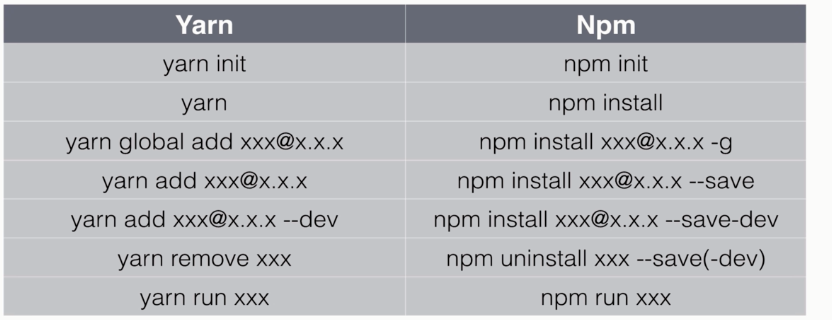 Yarn Npm
yarn init npm init
yarn npm install
yarn global add xxx@x.x.x npm install xxx@x.x.x -g
yarn add xxx@x.x.x npm install xxx@x.x.x --save
yarn add xxx@x.x.x --dev npm install xxx@x.x.x --save-dev
yarn remove xxx npm uninstall xxx --save(-dev)
yarn run xxx npm run xxx